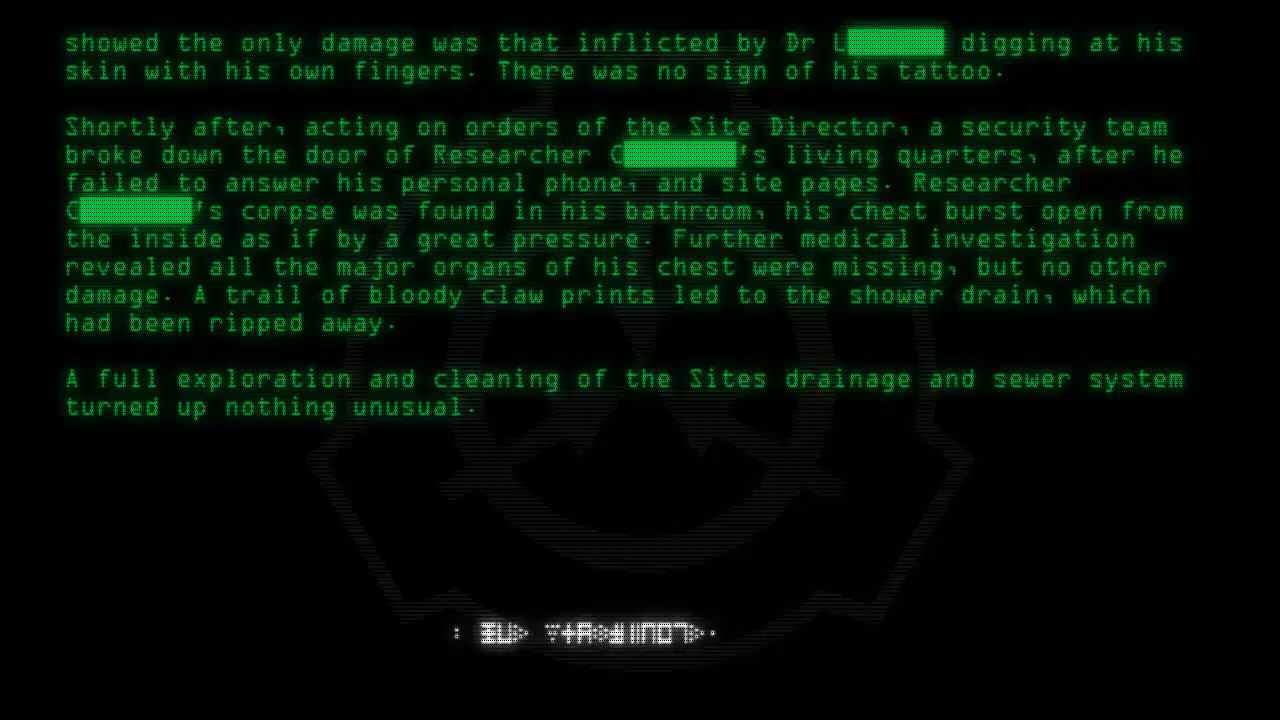 showed the only damage was that inflicted by Dr L digging at his
skin with his own fingers. There was no sign of his tattoo.
Shortly after, acting on orders of the Site Director, a security team
broke down the door of Researcher C 's living quarters, after he
failed to answer his personal phone, and site pages. Researcher
C 's corpse was found in his bathroom, his chest burst open from
the inside as if by a great pressure. Further medical investigation
revealed all the major organs of his chest were missing, but no other
damage. A trail of bloody claw prints led to the shower drain, which
had been ripped away.
A full exploration and cleaning of the Sites drainage and sewer system
turned up nothing unusual.